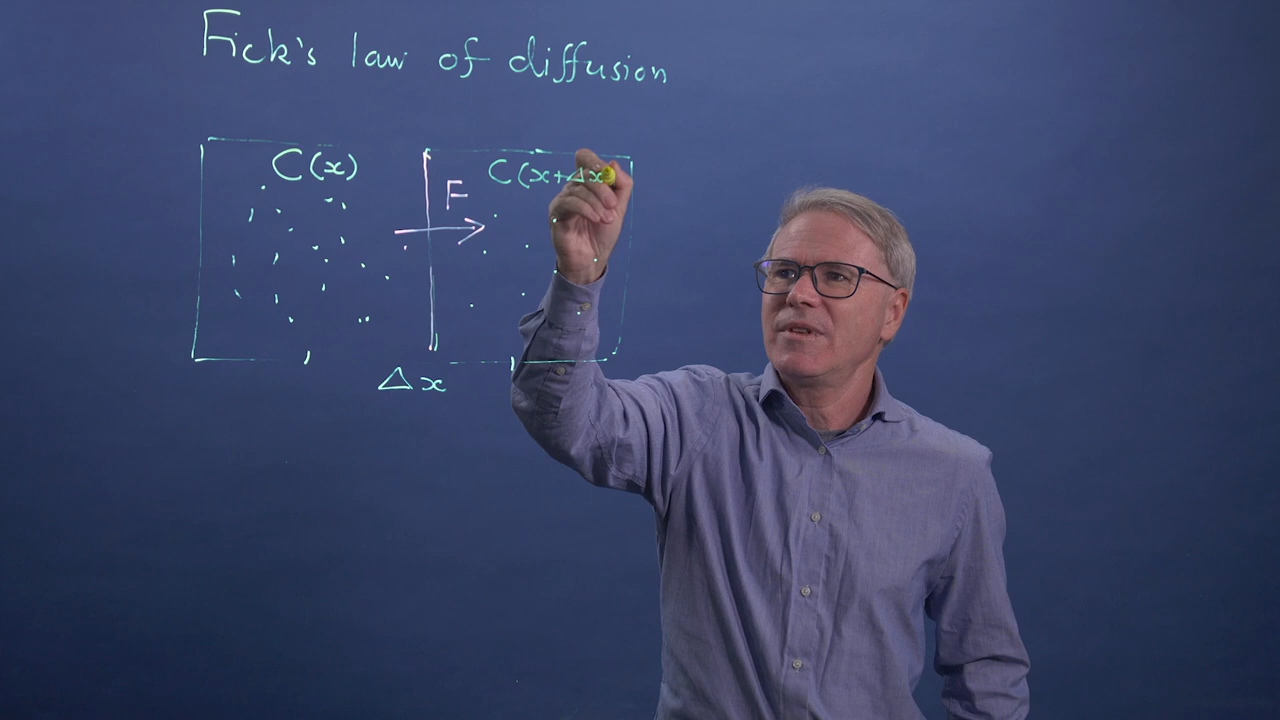 Fick's law of diffusion
C(x) C(x+Δx
F
Δx